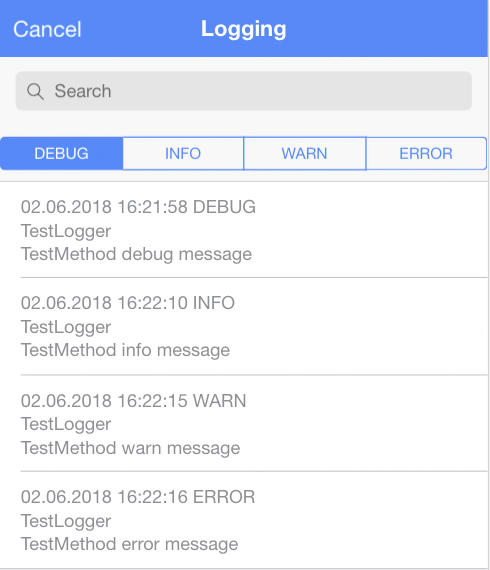 Cancel
Logging
Search
DEBUG
INFO
WARN
ERROR
02.06.2018 16:21:58 DEBUG
TestLogger
TestMethod debug message
02.06.2018 16:22:10 INFO
TestLogger
TestMethod info message
02.06.2018 16:22:15 WARN
TestLogger
TestMethod warn message
02.06.2018 16:22:16 ERROR
TestLogger
TestMethod error message